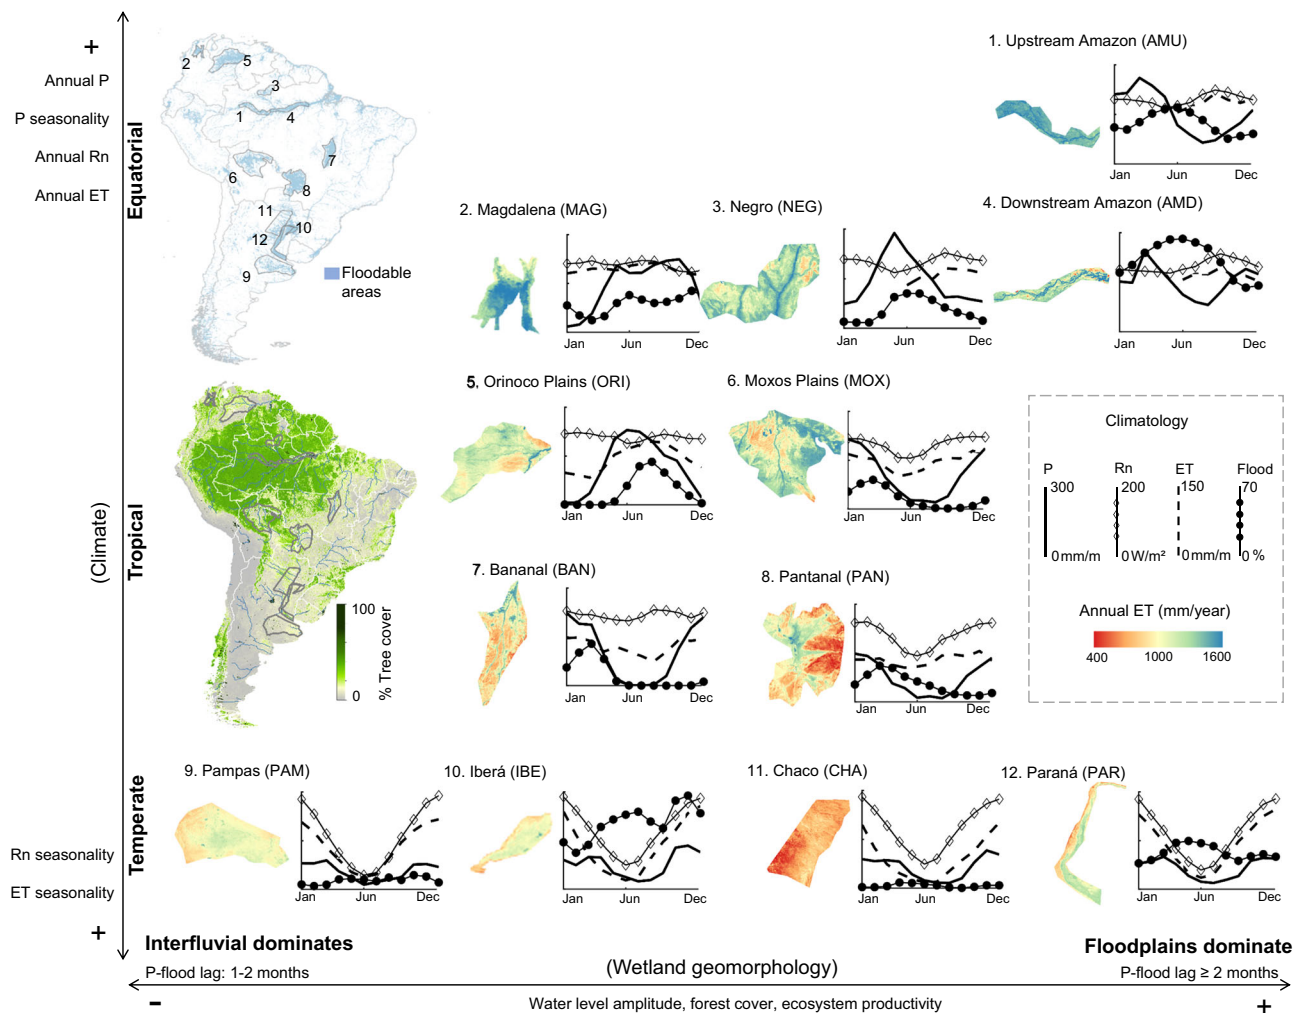 +
Annual P
P seasonality
Annual Rn
Annual ET
Equatorial
2
5
3
1
4
7
6
8
11
10
12
9
Floodable
areas
1. Upstream Amazon (AMU)
Jan Jun Dec
2. Magdalena (MAG)
Jan Jun Dec
3. Negro (NEG)
Jan Jun Dec
4. Downstream Amazon (AMD)
Jan Jun Dec
(Climate)
Tropical
100
0
% Tree cover
5. Orinoco Plains (ORI)
Jan Jun Dec
6. Moxos Plains (MOX)
Jan Jun Dec
7. Bananal (BAN)
Jan Jun Dec
8. Pantanal (PAN)
Jan Jun Dec
Climatology
P Rn ET Flood
300 200 150 70
0 mm/m 0 W/m² 0 mm/m 0 %
Annual ET (mm/year)
400 1000 1600
Temperate
9. Pampas (PAM)
Jan Jun Dec
10. Iberá (IBE)
Jan Jun Dec
11. Chaco (CHA)
Jan Jun Dec
12. Paraná (PAR)
Jan Jun Dec
Rn seasonality
ET seasonality
+
Interfluvial dominates
P-flood lag: 1-2 months
(Wetland geomorphology)
Floodplains dominate
P-flood lag ≥ 2 months
-
Water level amplitude, forest cover, ecosystem productivity
+